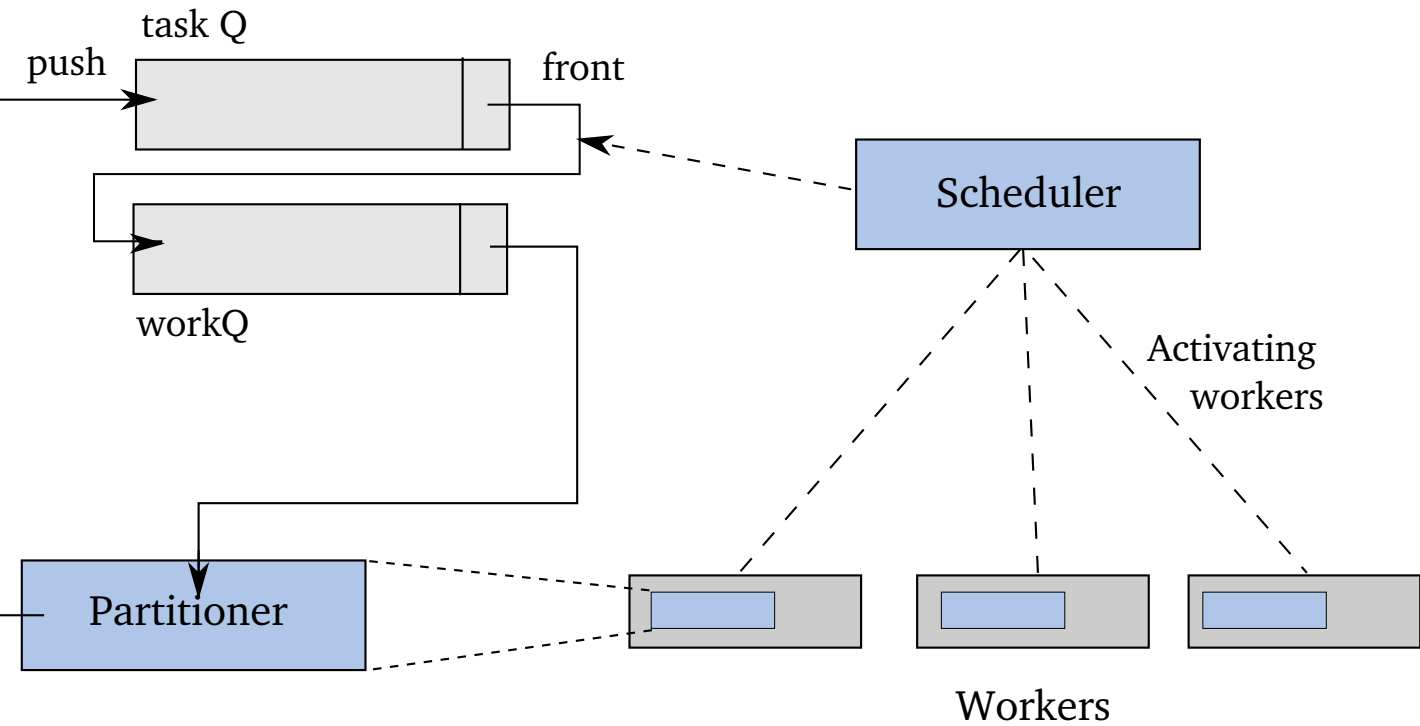 task Q
push
front
Scheduler
workQ
Activating
workers
Partitioner
Workers